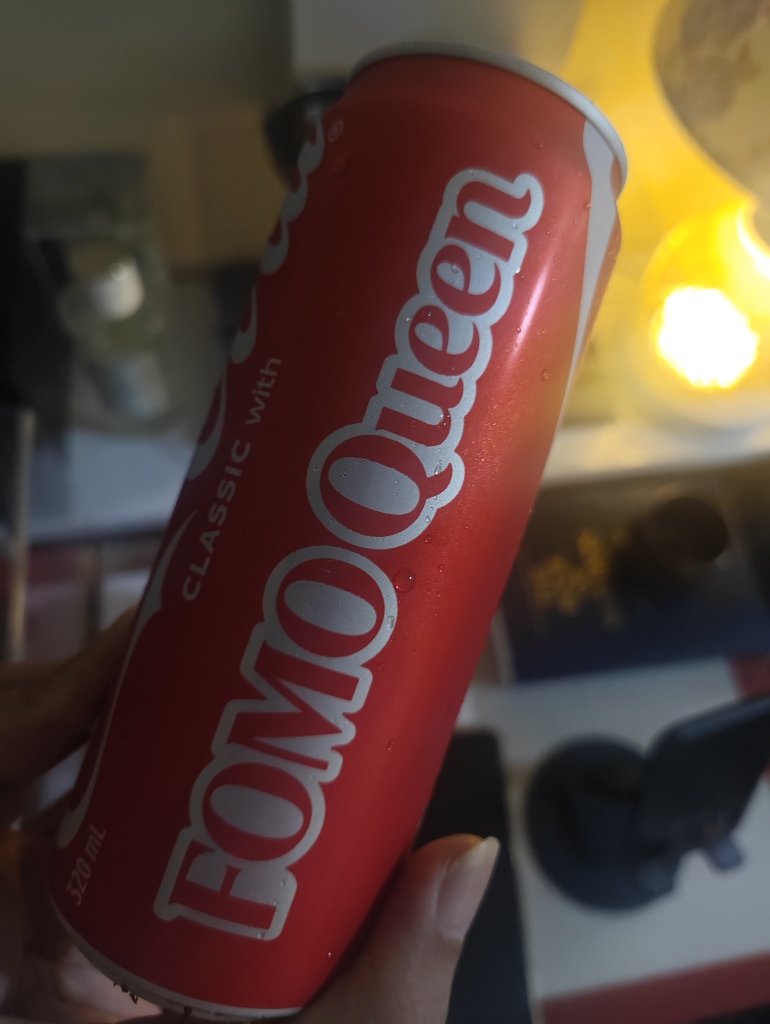 CLASSIC with
FOMO Queen
320 mL